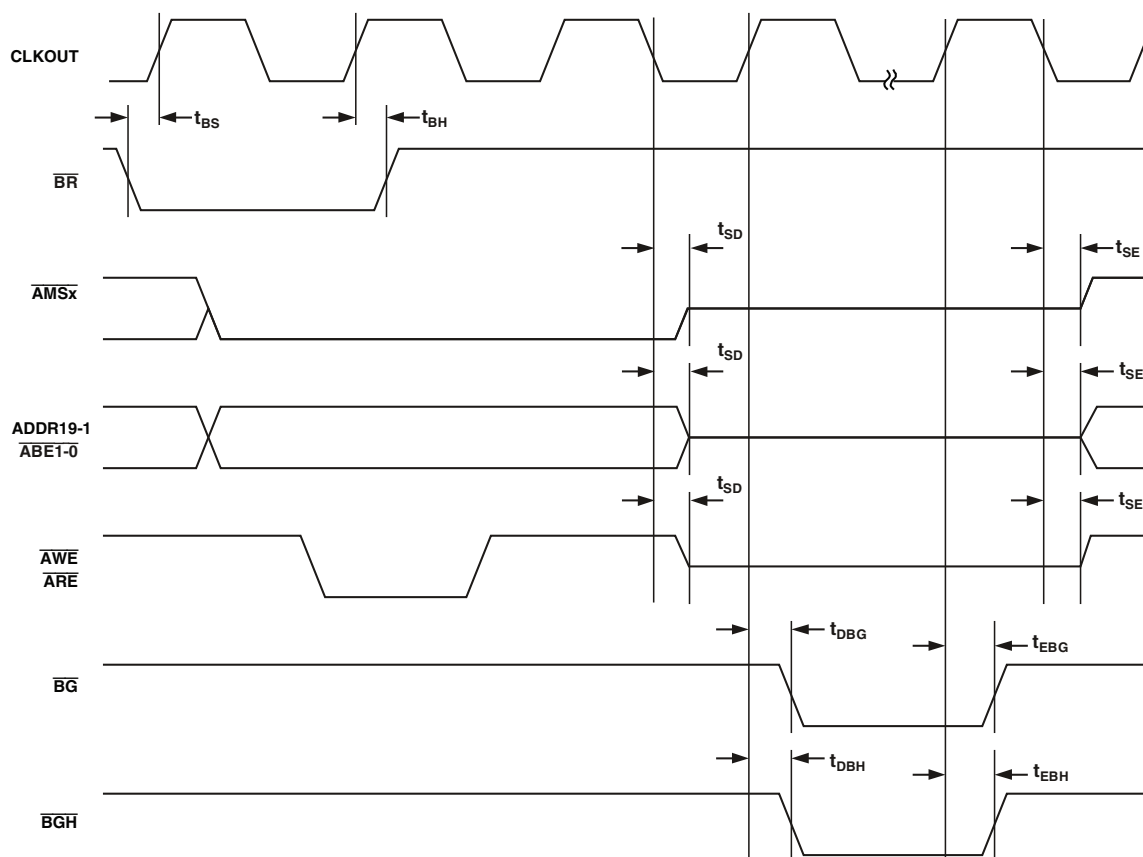 CLKOUT
tBS
tBH
BR
tSD
tSE
AMSx
tSD
tSE
ADDR19-1
ABE1-0
tSD
tSE
AWE
ARE
tDBG
tEBG
BG
tDBH
tEBH
BGH